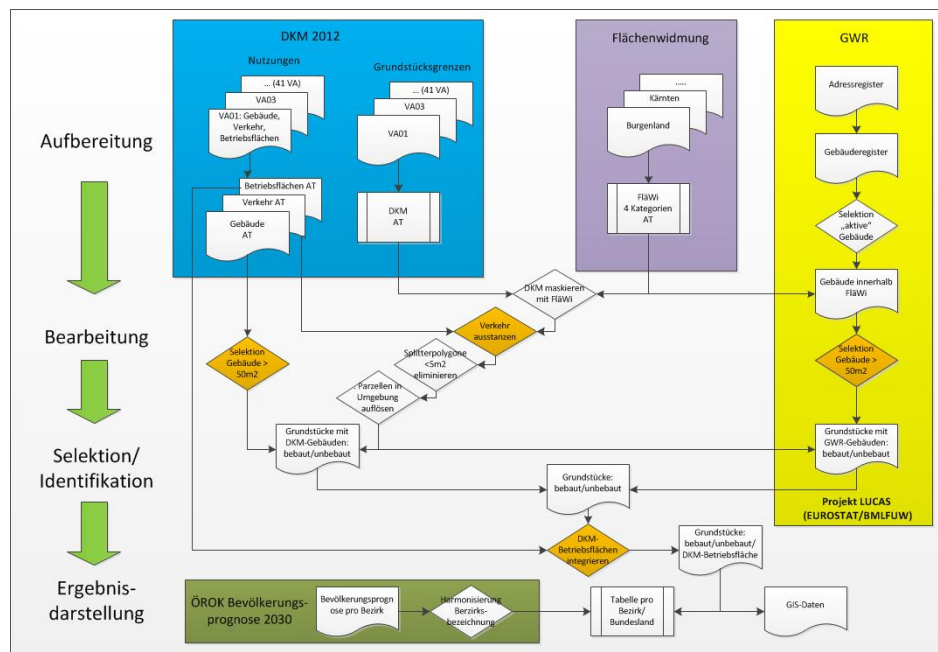 DKM 2012
Nutzungen
... (41 VA)
VA03
VA01: Gebäude,
Verkehr,
Betriebsflächen
Betriebsflächen AT
Verkehr AT
Gebäude
AT
Grundstücksgrenzen
... (41 VA)
VA03
VA01
DKM
AT
Flächenwidmung
.....
Kärnten
Burgenland
FläWi
4 Kategorien
AT
GWR
Adressregister
Gebäuderegister
Selektion
„aktive"
Gebäude
Gebäude innerhalb
FläWi
Selektion
Gebäude >
50m2
Grundstücke mit
GWR-Gebäuden:
bebaut/unbebaut
Projekt LUCAS
(EUROSTAT/BMLFUW)
Aufbereitung
Bearbeitung
Selektion/
Identifikation
Ergebnis-
darstellung
DKM maskieren
mit FläWi
Verkehr
ausstanzen
Splitterpolygone
<5m2
eliminieren
. Parzellen in
Umgebung
auflösen
Selektion
Gebäude >
50m2
Grundstücke mit
DKM-Gebäuden:
bebaut/unbebaut
Grundstücke:
bebaut/unbebaut
DKM-
Betriebsflächen
integrieren
Grundstücke:
bebaut/unbebaut/
DKM-Betriebsfläche
ÖROK Bevölkerungs-
prognose 2030
Bevölkerungsprogn
ose pro Bezirk
Harmonisierung
Berzirks-
bezeichnung
Tabelle pro
Bezirk/
Bundesland
GIS-Daten